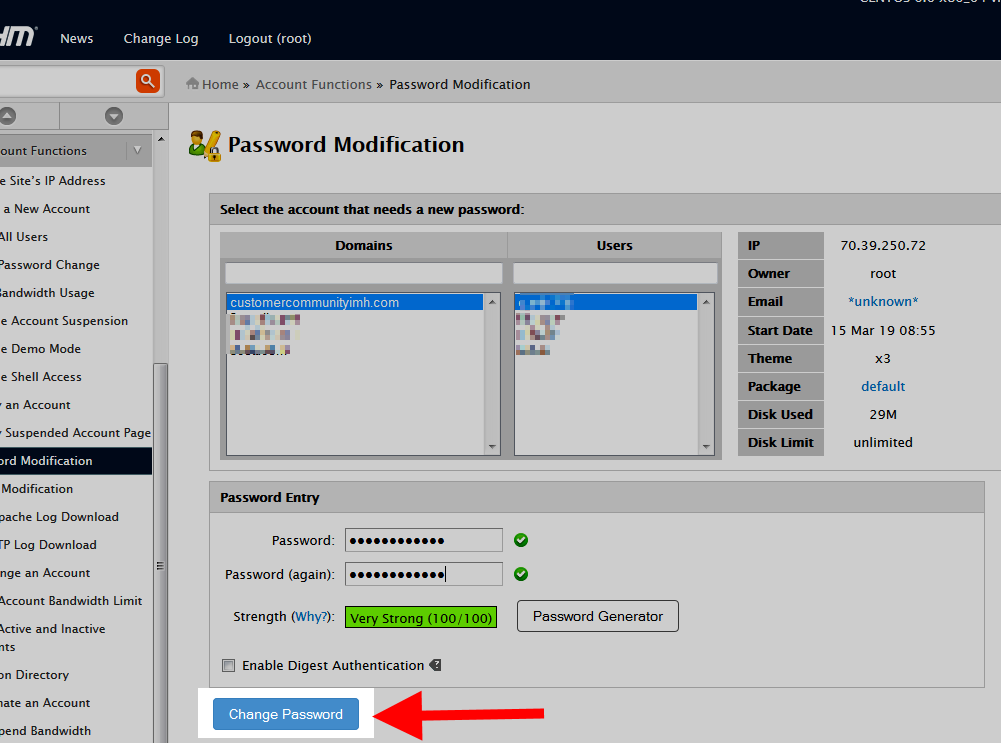 News Change Log Logout (root)
Home » Account Functions » Password Modification
ount Functions
e Site's IP Address
a New Account
All Users
Password Change
Bandwidth Usage
e Account Suspension
e Demo Mode
e Shell Access
an Account
Suspended Account Page
ord Modification
Modification
pache Log Download
TP Log Download
nge an Account
Account Bandwidth Limit
Active and Inactive
nts
on Directory
nate an Account
pend Bandwidth
Password Modification
Select the account that needs a new password:
Domains Users
customercommunityimh.com
IP 70.39.250.72
Owner root
Email *unknown*
Start Date 15 Mar 19 08:55
Theme x3
Package default
Disk Used 29M
Disk Limit unlimited
Password Entry
Password: ••••••••••••
Password (again): ••••••••••••
Strength (Why?): Very Strong (100/100) Password Generator
Enable Digest Authentication
Change Password